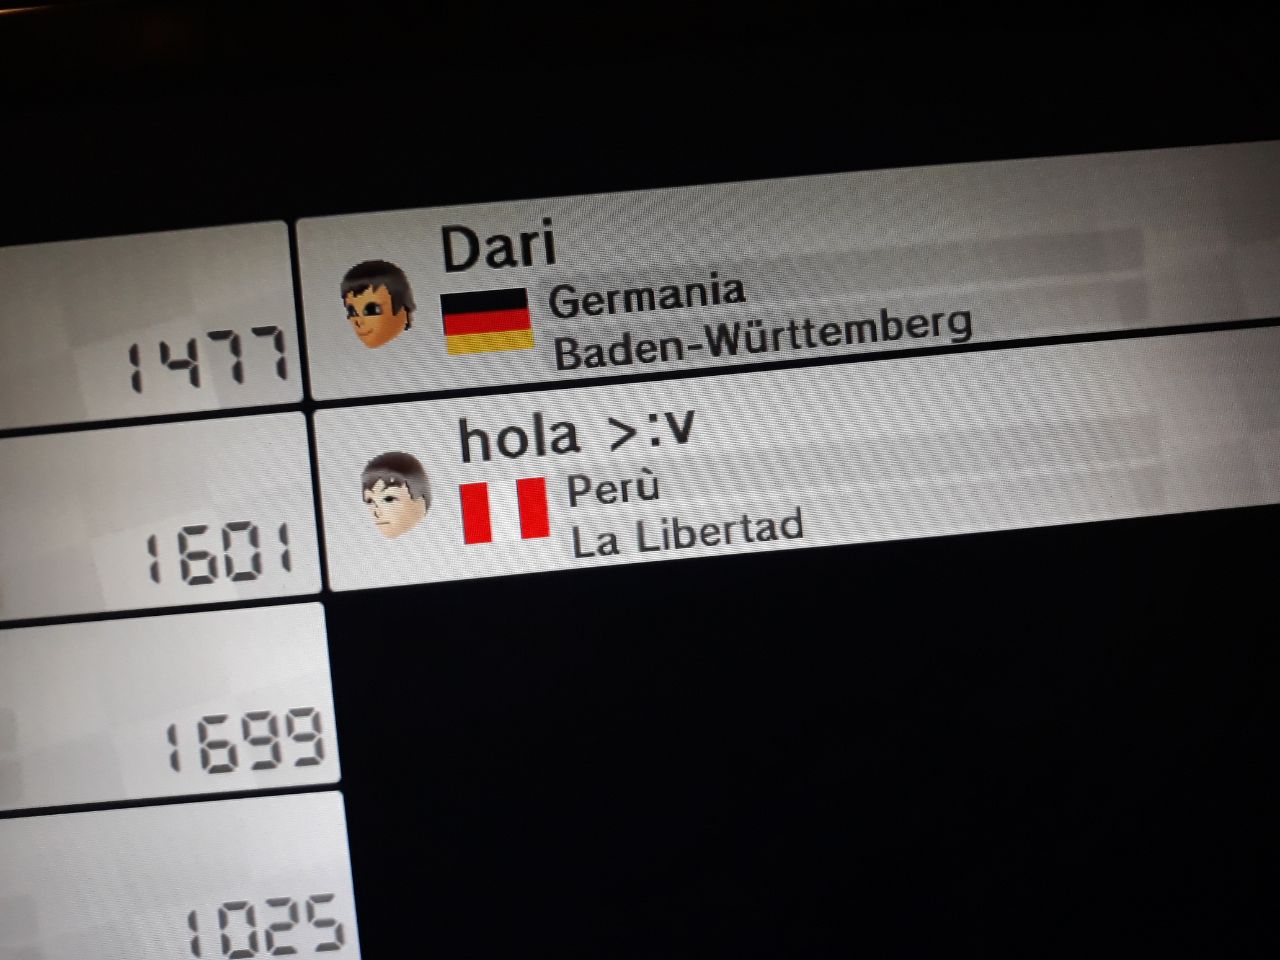 Dari
Germania
Baden-Württemberg
1477
hola >:v
Perù
La Libertad
1601
1699
1025